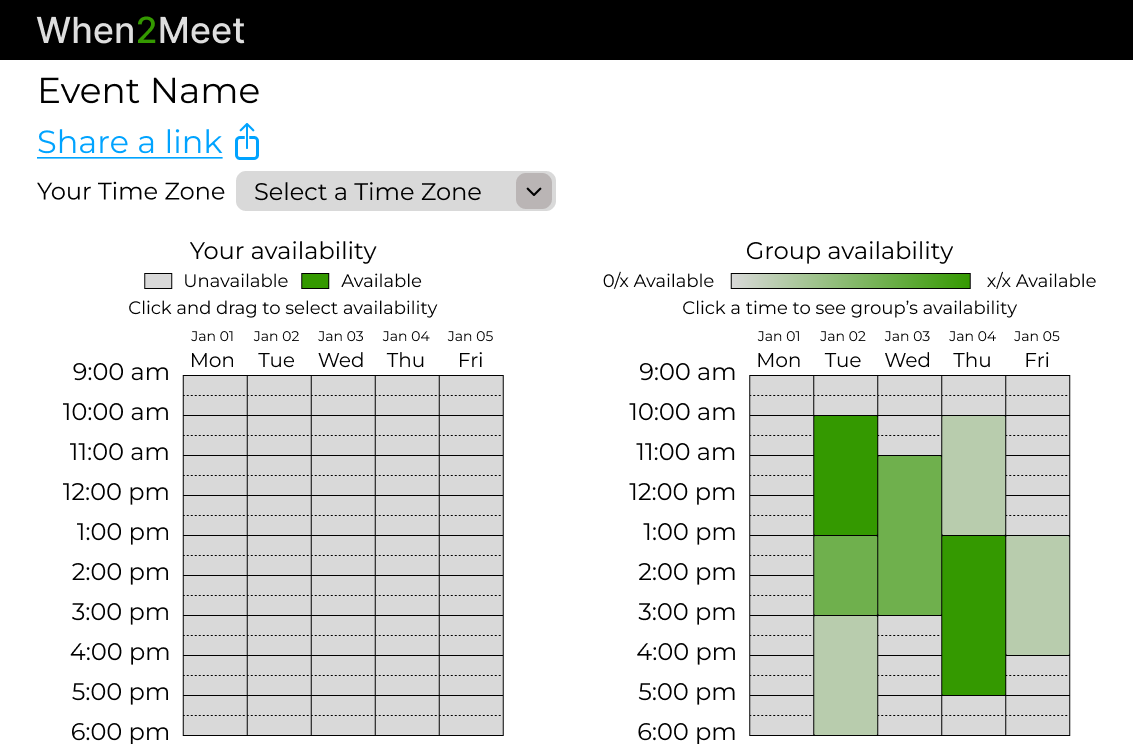 When2Meet
Event Name
Share a link
Your Time Zone Select a Time Zone
Your availability
Unavailable Available
Click and drag to select availability
Jan 01 Jan 02 Jan 03 Jan 04 Jan 05
Mon Tue Wed Thu Fri
9:00 am
10:00 am
11:00 am
12:00 pm
1:00 pm
2:00 pm
3:00 pm
4:00 pm
5:00 pm
6:00 pm
Group availability
0/x Available x/x Available
Click a time to see group’s availability
Jan 01 Jan 02 Jan 03 Jan 04 Jan 05
Mon Tue Wed Thu Fri
9:00 am
10:00 am
11:00 am
12:00 pm
1:00 pm
2:00 pm
3:00 pm
4:00 pm
5:00 pm
6:00 pm